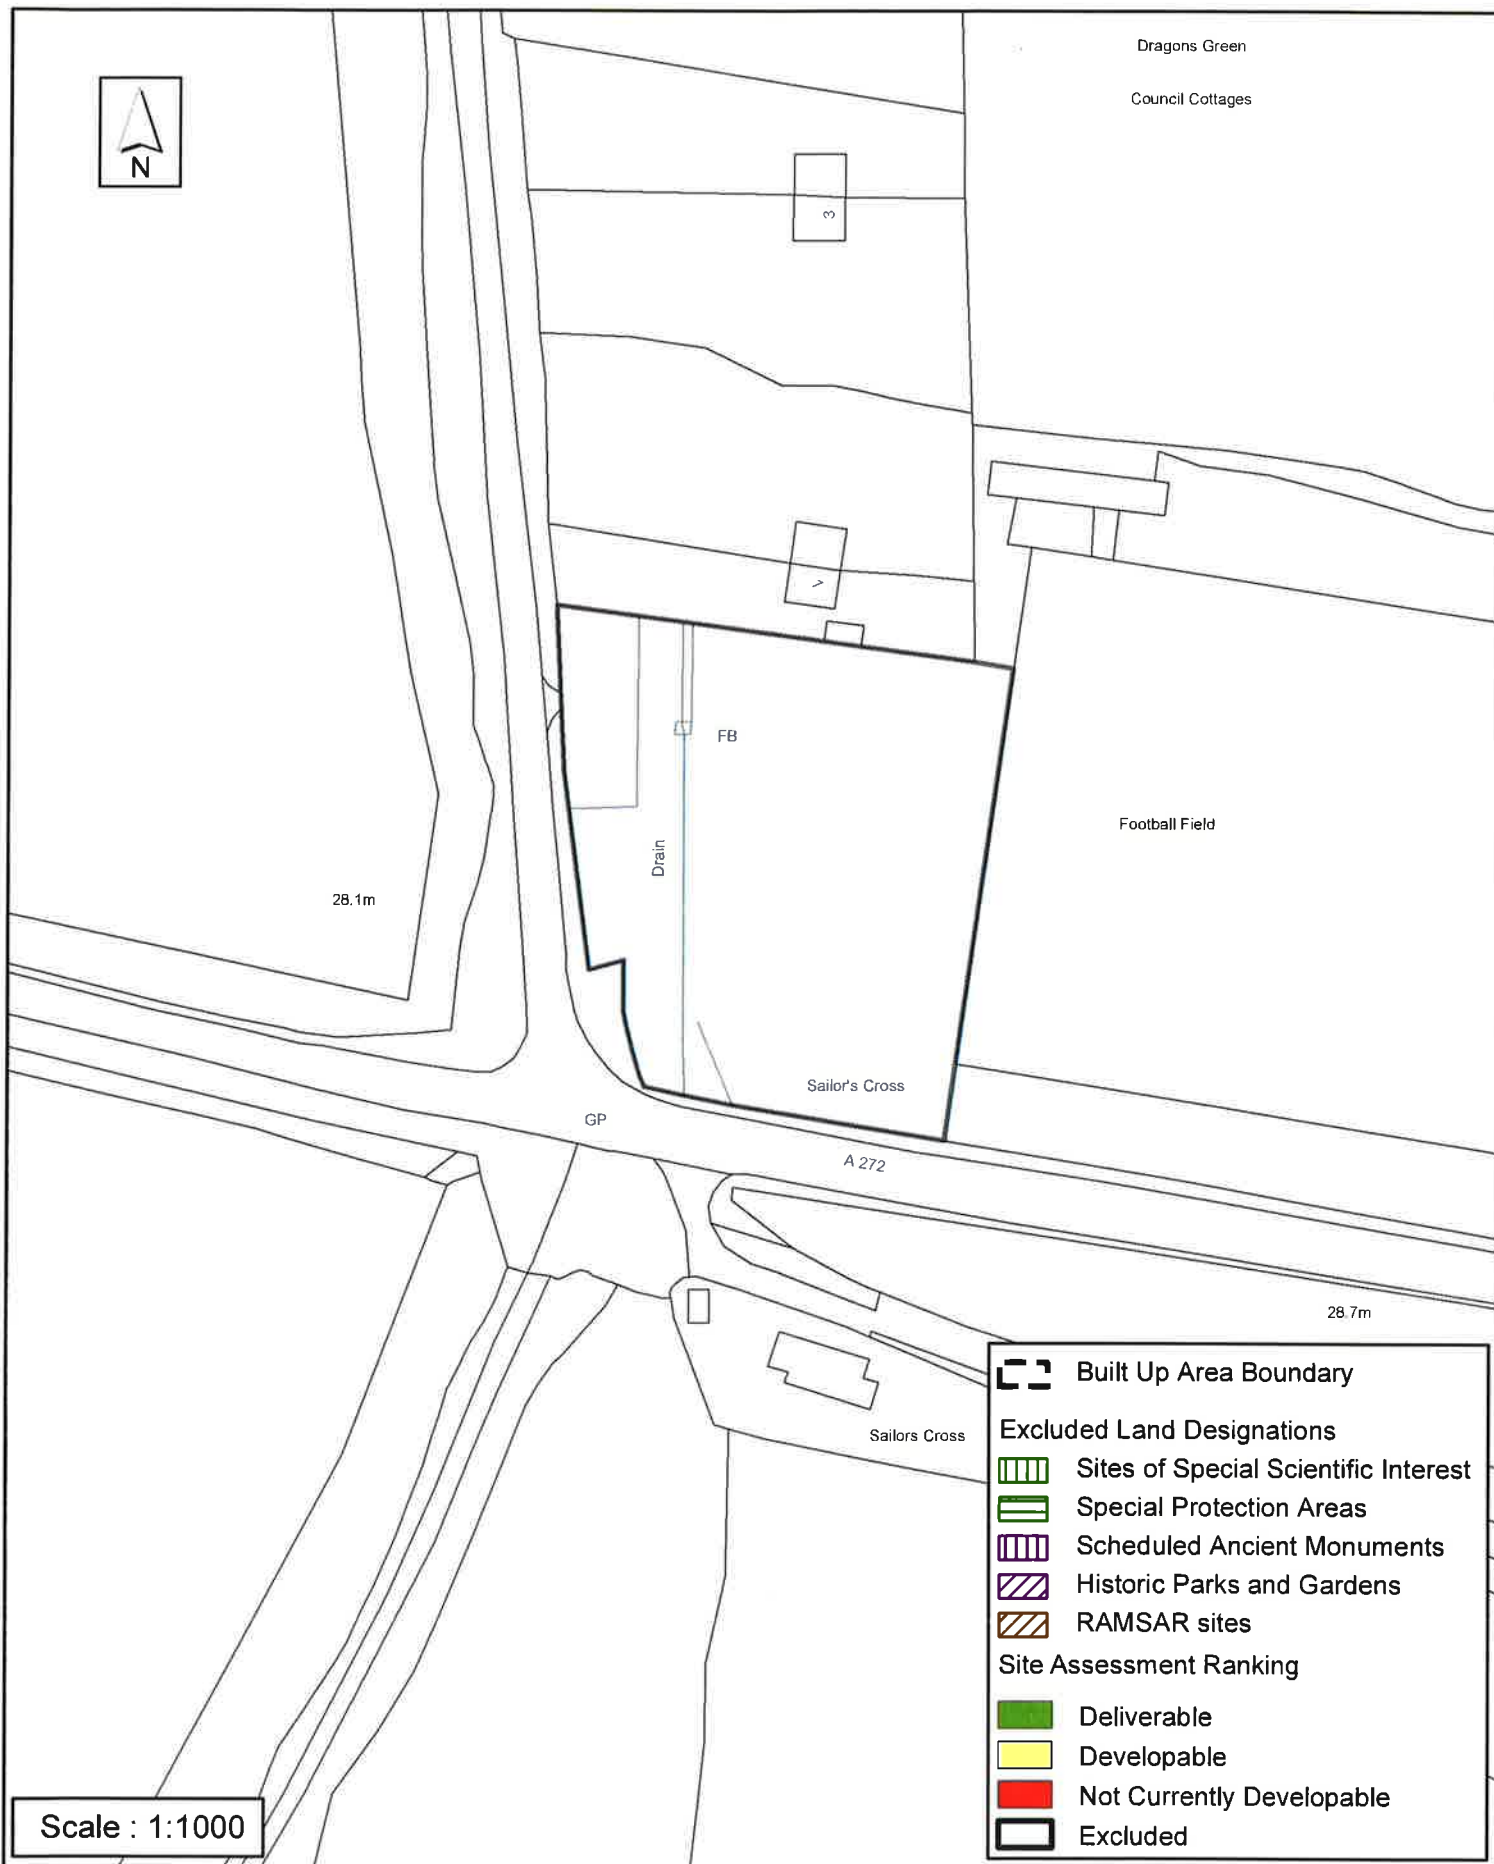 Dragons Green
Council Cottages
N
3
1
FB
Drain
Football Field
28.1m
Sailor's Cross
GP
A 272
28.7m
Sailors Cross
Built Up Area Boundary
Excluded Land Designations
Sites of Special Scientific Interest
Special Protection Areas
Scheduled Ancient Monuments
Historic Parks and Gardens
RAMSAR sites
Site Assessment Ranking
Deliverable
Developable
Not Currently Developable
Excluded
Scale : 1:1000